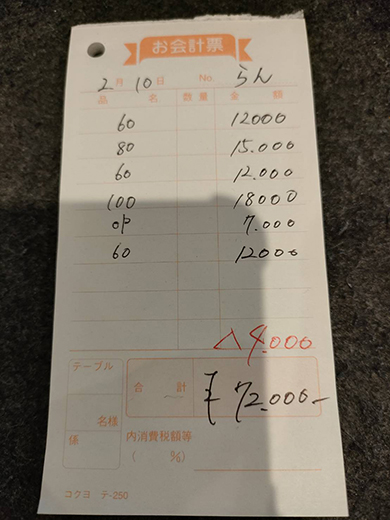 お会計票
2月10日 No. らん
品名 数量 金額
60 12000
80 15.000
60 12.000
100 18000
OP 7.000
60 12000
△4.000
テーブル
合計 ¥72.000-
名様
係
内消費税額等
( %)
コクヨ テ-250